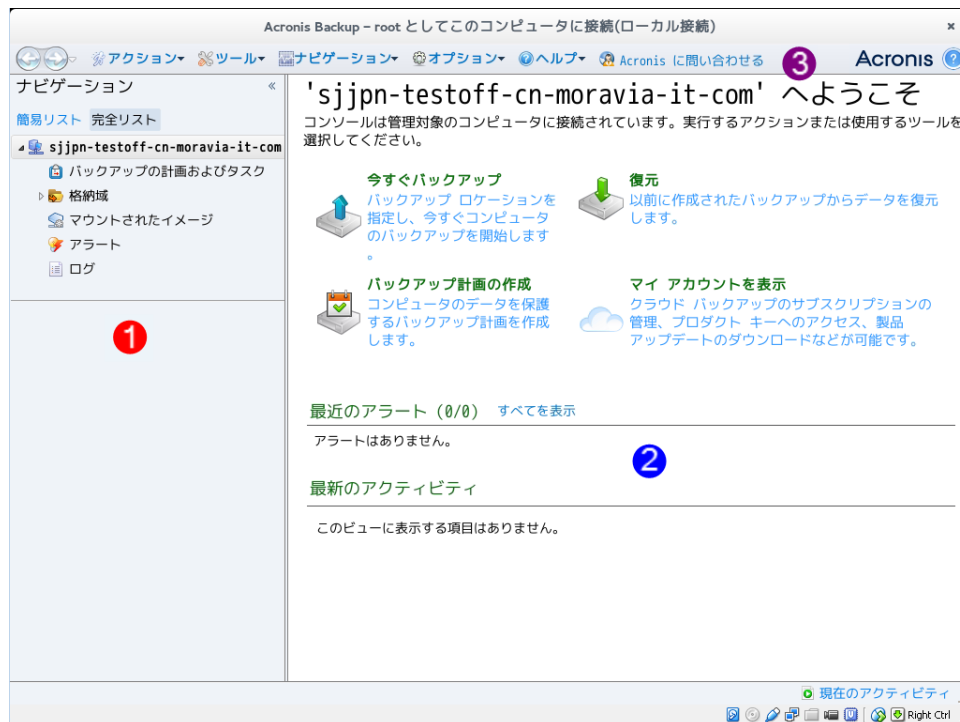 Acronis Backup – root としてこのコンピュータに接続(ローカル接続)
アクション ツール ナビゲーション オプション ヘルプ Acronis に問い合わせる 3 Acronis
ナビゲーション
簡易リスト 完全リスト
sjjpn-testoff-cn-moravia-it-com
バックアップの計画およびタスク
格納域
マウントされたイメージ
アラート
ログ
1
'sjjpn-testoff-cn-moravia-it-com' へようこそ
コンソールは管理対象のコンピュータに接続されています。実行するアクションまたは使用するツールを
選択してください。
今すぐバックアップ
バックアップ ロケーションを
指定し、今すぐコンピュータ
のバックアップを開始します
。
復元
以前に作成されたバックアップからデータを復元
します。
バックアップ計画の作成
コンピュータのデータを保護
するバックアップ計画を作成
します。
マイ アカウントを表示
クラウド バックアップのサブスクリプションの
管理、プロダクト キーへのアクセス、製品
アップデートのダウンロードなどが可能です。
最近のアラート (0/0) すべてを表示
アラートはありません。
2
最新のアクティビティ
このビューに表示する項目はありません。
現在のアクティビティ
Right Ctrl